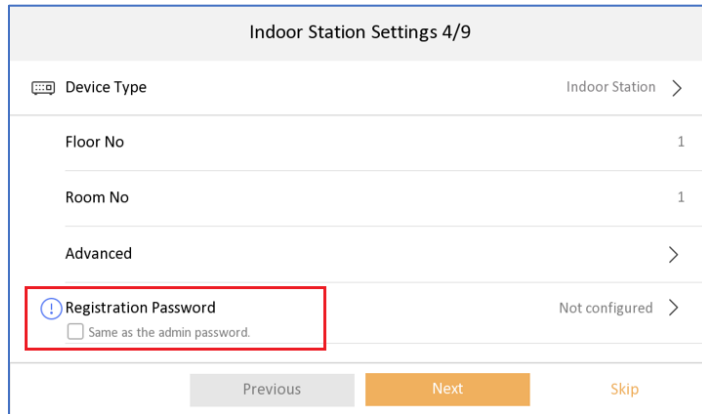 Indoor Station Settings 4/9
Device Type Indoor Station
Floor No 1
Room No 1
Advanced
Registration Password Not configured
Same as the admin password.
Previous Next Skip